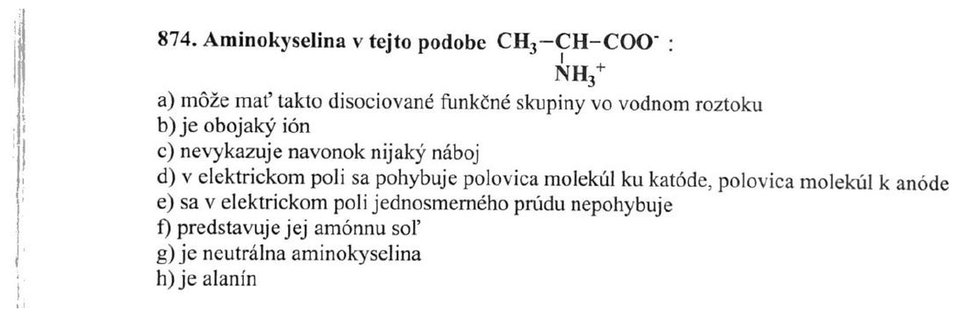 874. Aminokyselina v tejto podobe CH₃–CH–COO⁻ :
NH₃⁺
a) môže mať takto disociované funkčné skupiny vo vodnom roztoku
b) je obojaký ión
c) nevykazuje navonok nijaký náboj
d) v elektrickom poli sa pohybuje polovica molekúl ku katóde, polovica molekúl k anóde
e) sa v elektrickom poli jednosmerného prúdu nepohybuje
f) predstavuje jej amónnu soľ
g) je neutrálna aminokyselina
h) je alanín